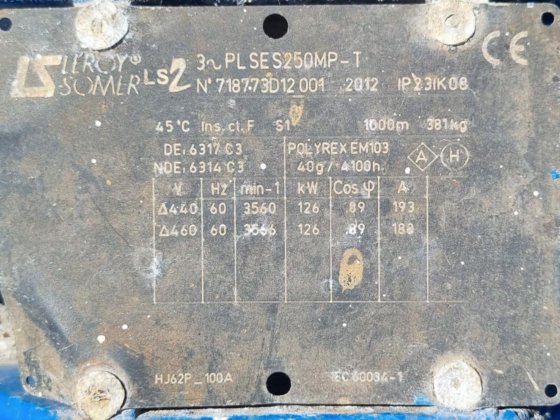 LEROY® SOMER LS2
3~ PLSES250MP-T
N° 718773D12 001 2012 IP23IK08
CE
45°C Ins. cl. F S1 1000m 381kg
DE: 6317 C3 POLYREX EM103
NDE: 6314 C3 40g / 4100h
A H
V Hz min-1 kW Cos φ A
Δ440 60 3560 126 .89 193
Δ460 60 3566 126 .89 188
0
HJ62P_100A IEC 60034-1